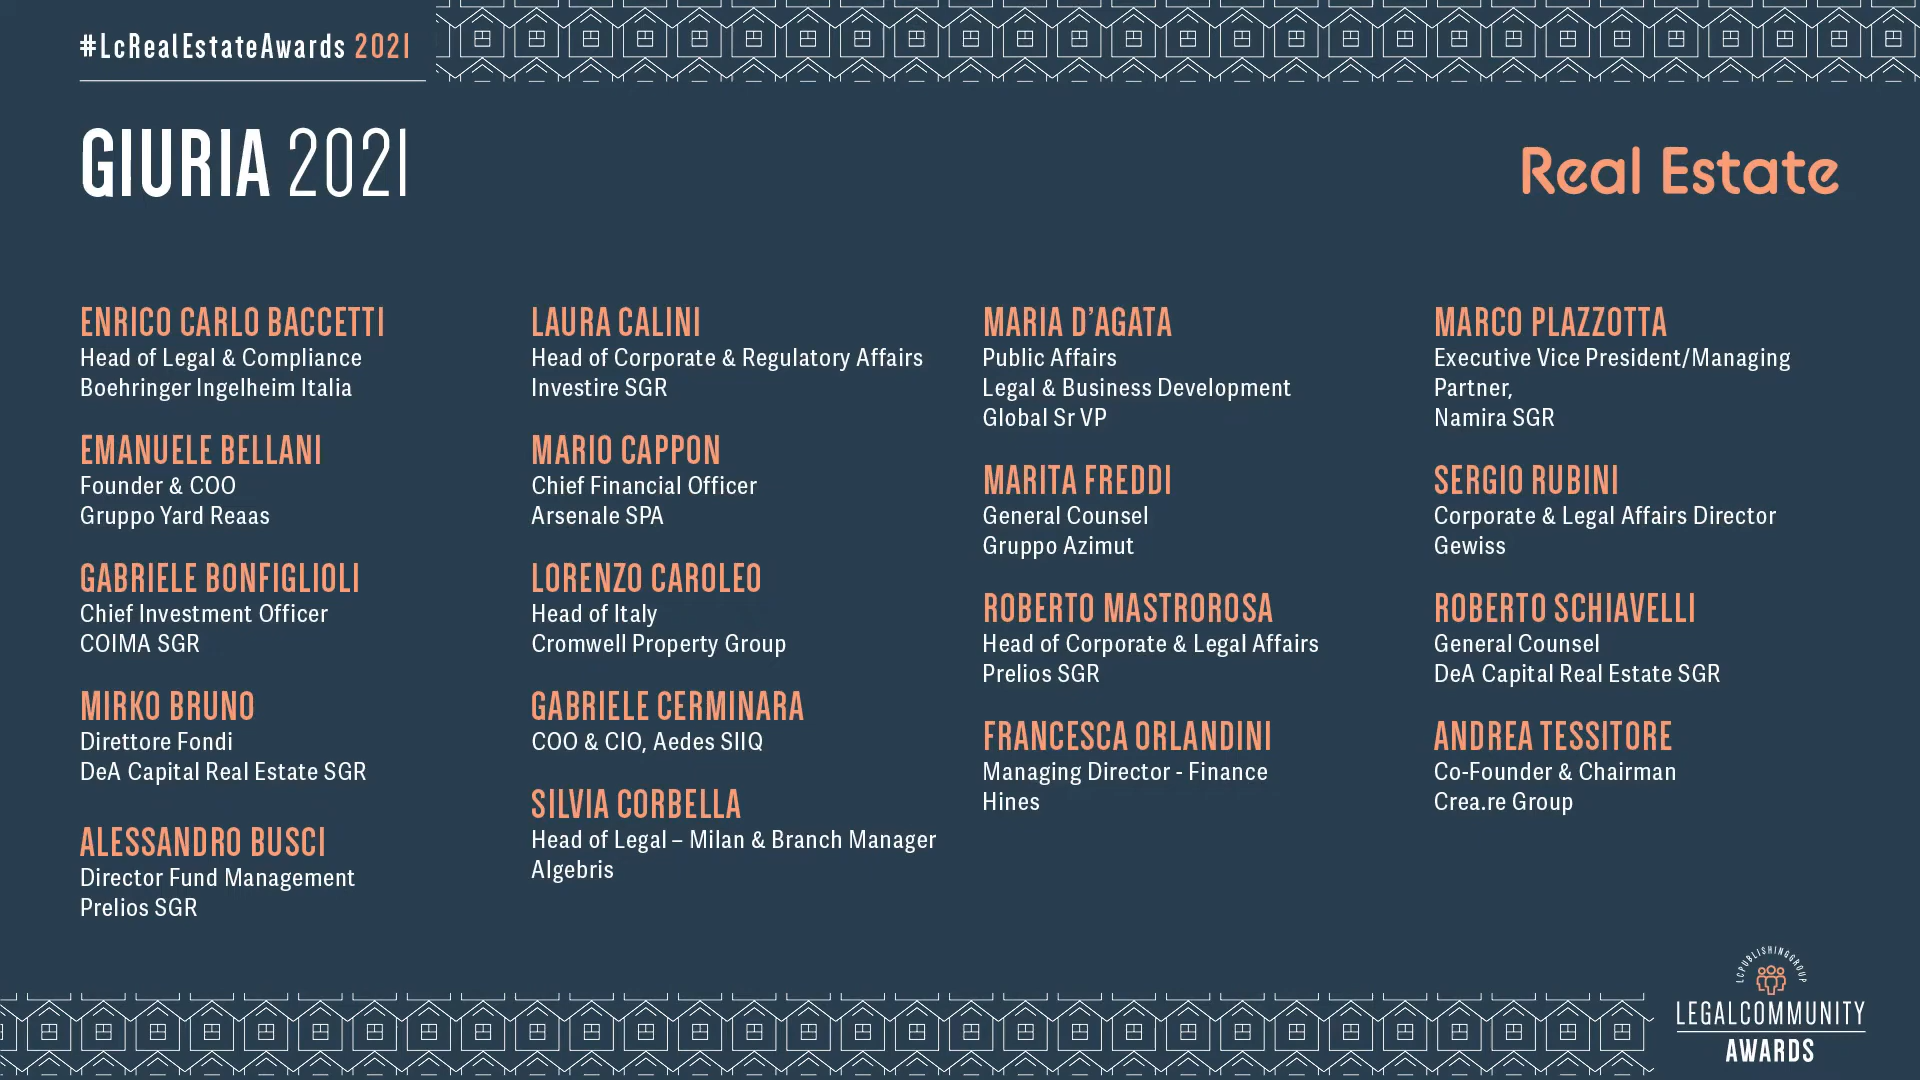 #LcRealEstateAwards 2021
GIURIA 2021
Real Estate
ENRICO CARLO BACCETTI
Head of Legal & Compliance
Boehringer Ingelheim Italia
EMANUELE BELLANI
Founder & COO
Gruppo Yard Reaas
GABRIELE BONFIGLIOLI
Chief Investment Officer
COIMA SGR
MIRKO BRUNO
Direttore Fondi
DeA Capital Real Estate SGR
ALESSANDRO BUSCI
Director Fund Management
Prelios SGR
LAURA CALINI
Head of Corporate & Regulatory Affairs
Investire SGR
MARIO CAPPON
Chief Financial Officer
Arsenale SPA
LORENZO CAROLEO
Head of Italy
Cromwell Property Group
GABRIELE CERMINARA
COO & CIO, Aedes SIIQ
SILVIA CORBELLA
Head of Legal – Milan & Branch Manager
Algebris
MARIA D’AGATA
Public Affairs
Legal & Business Development
Global Sr VP
MARITA FREDDI
General Counsel
Gruppo Azimut
ROBERTO MASTROROSA
Head of Corporate & Legal Affairs
Prelios SGR
FRANCESCA ORLANDINI
Managing Director - Finance
Hines
MARCO PLAZZOTTA
Executive Vice President/Managing
Partner,
Namira SGR
SERGIO RUBINI
Corporate & Legal Affairs Director
Gewiss
ROBERTO SCHIAVELLI
General Counsel
DeA Capital Real Estate SGR
ANDREA TESSITORE
Co-Founder & Chairman
Crea.re Group
LCPUBLISHINGGROUP
LEGALCOMMUNITY
AWARDS